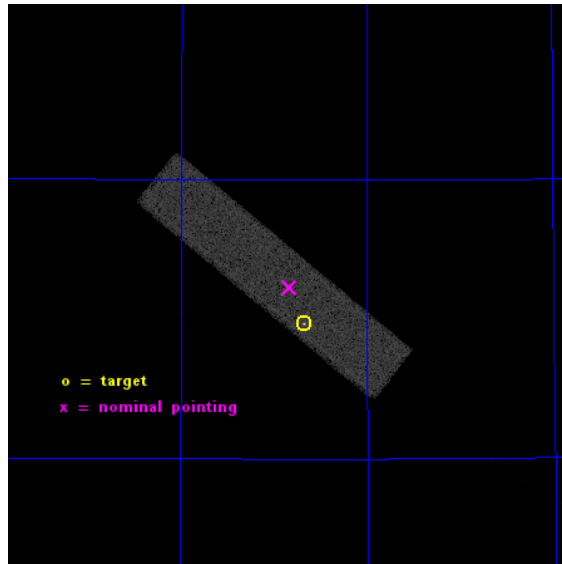 o = target
x = nominal pointing